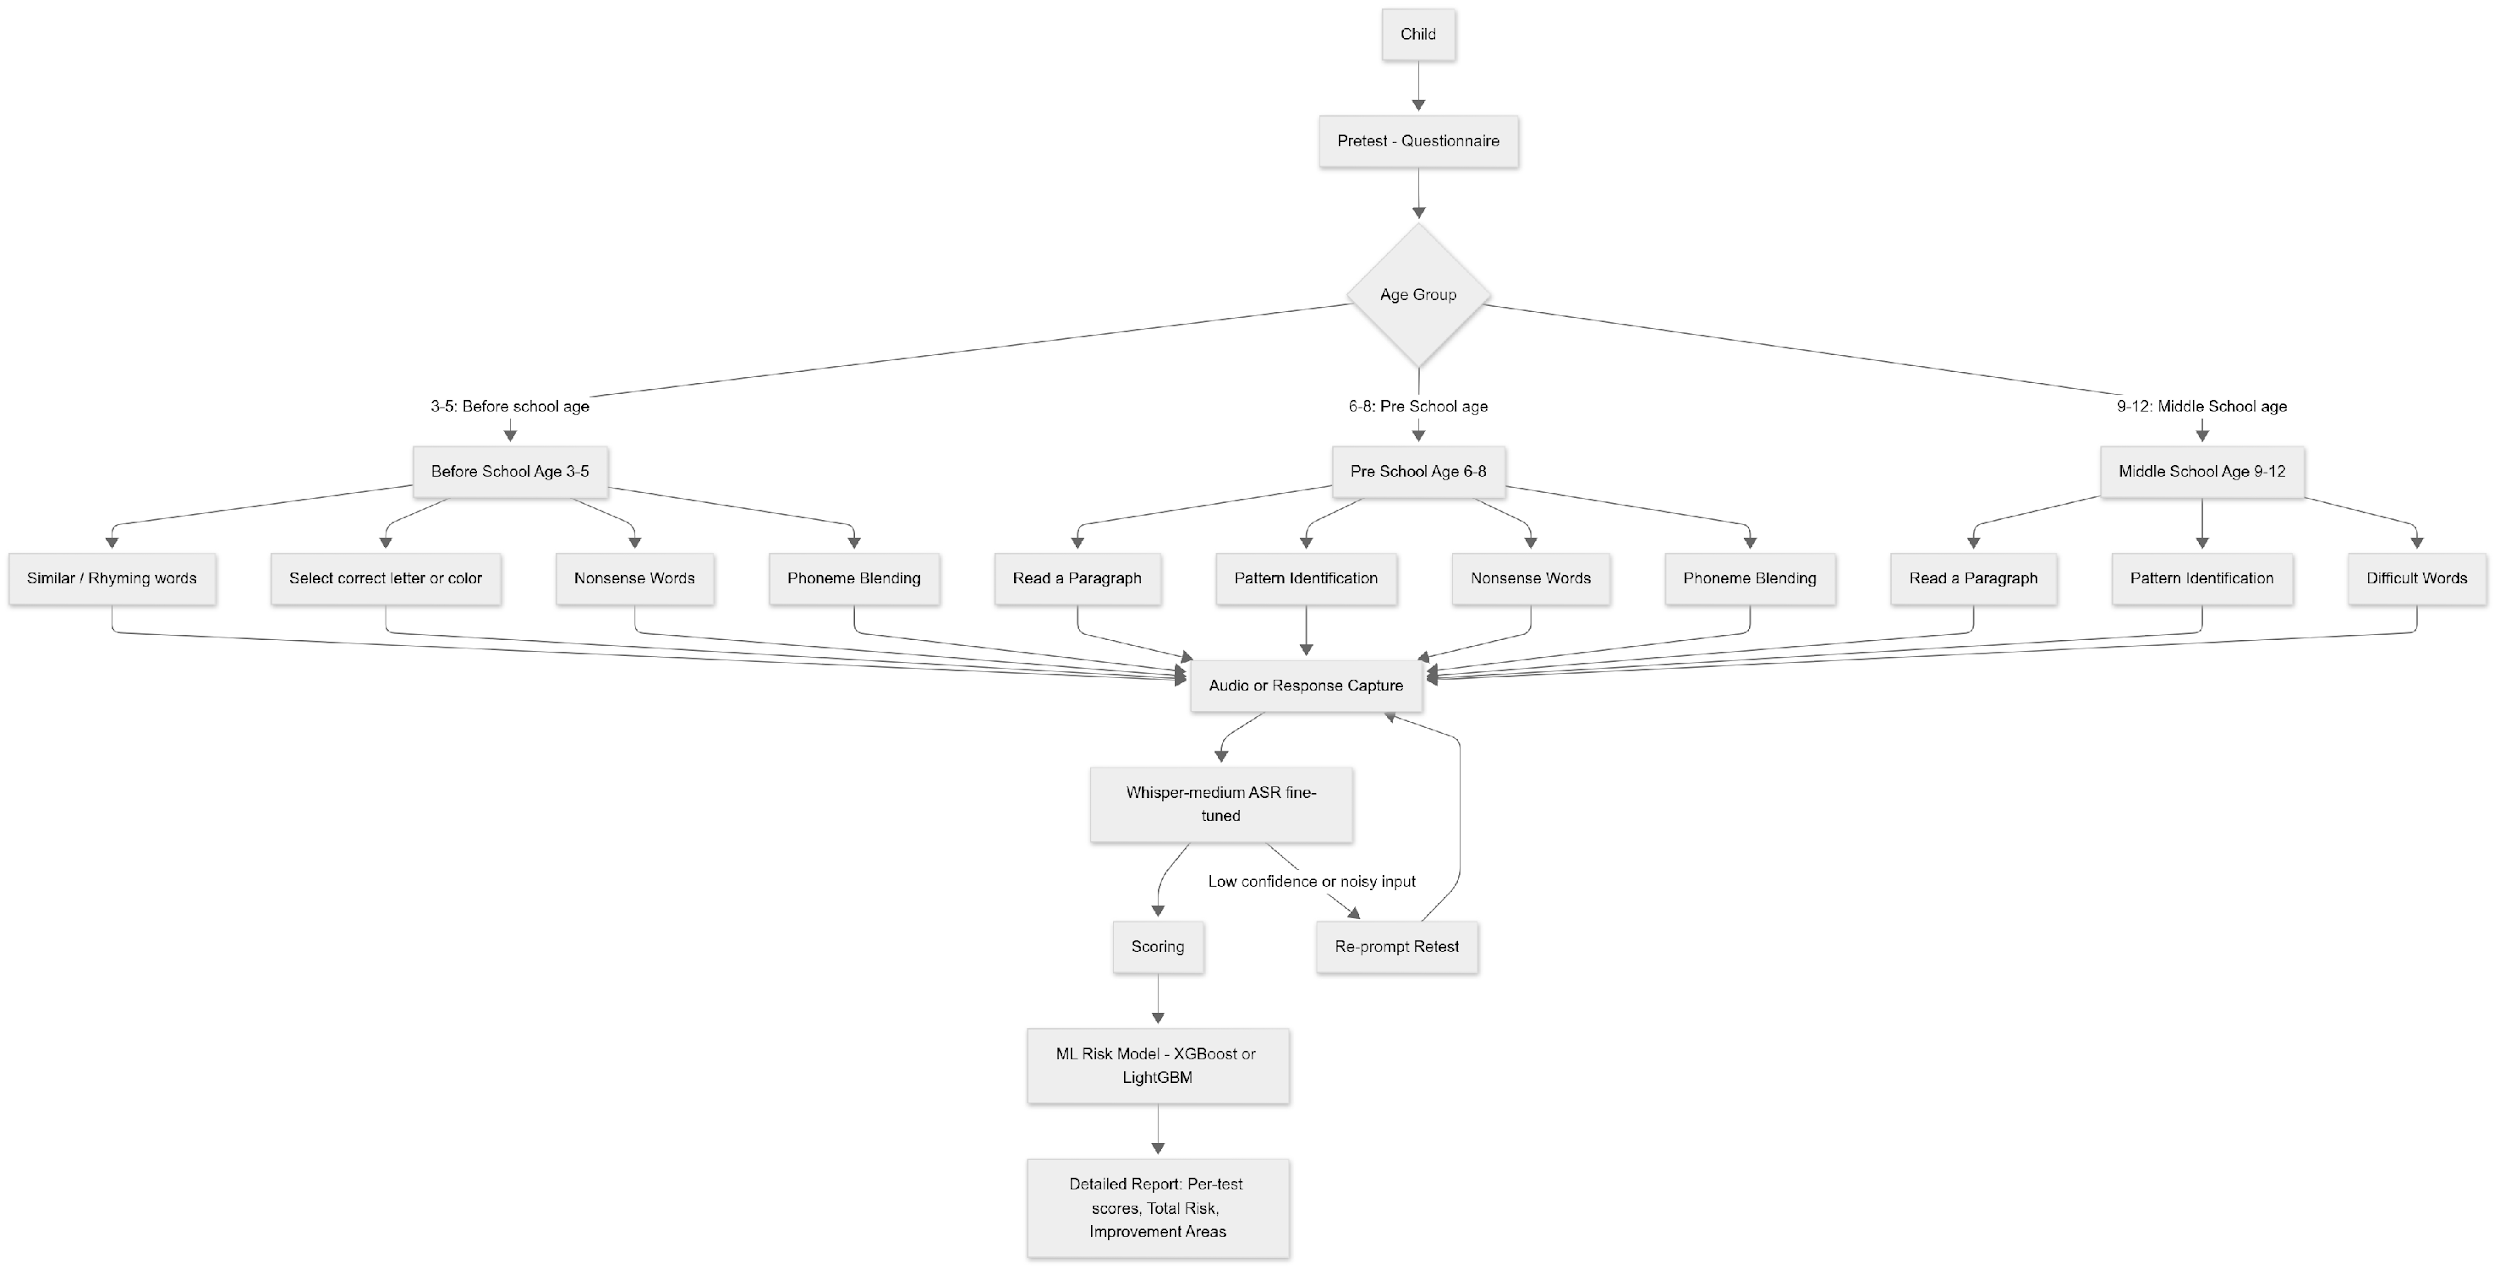 Child
Pretest - Questionnaire
Age Group
3-5: Before school age
6-8: Pre School age
9-12: Middle School age
Before School Age 3-5
Pre School Age 6-8
Middle School Age 9-12
Similar / Rhyming words
Select correct letter or color
Nonsense Words
Phoneme Blending
Read a Paragraph
Pattern Identification
Nonsense Words
Phoneme Blending
Read a Paragraph
Pattern Identification
Difficult Words
Audio or Response Capture
Whisper-medium ASR fine-
tuned
Low confidence or noisy input
Scoring
Re-prompt Retest
ML Risk Model - XGBoost or
LightGBM
Detailed Report: Per-test
scores, Total Risk,
Improvement Areas